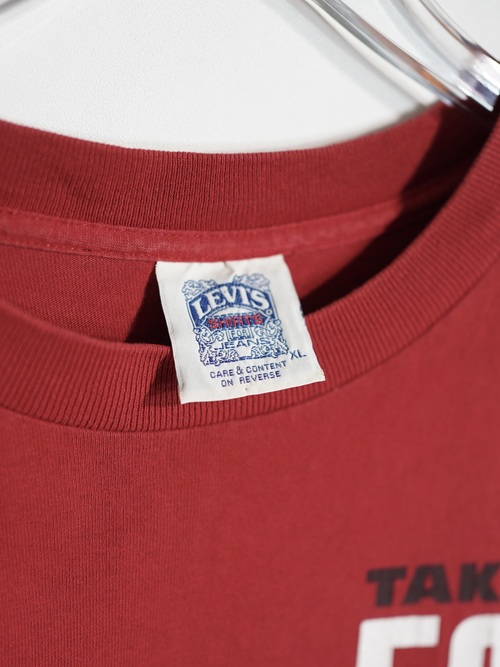 LEVI'S
JEANS
XL
CARE & CONTENT
ON REVERSE
TAK